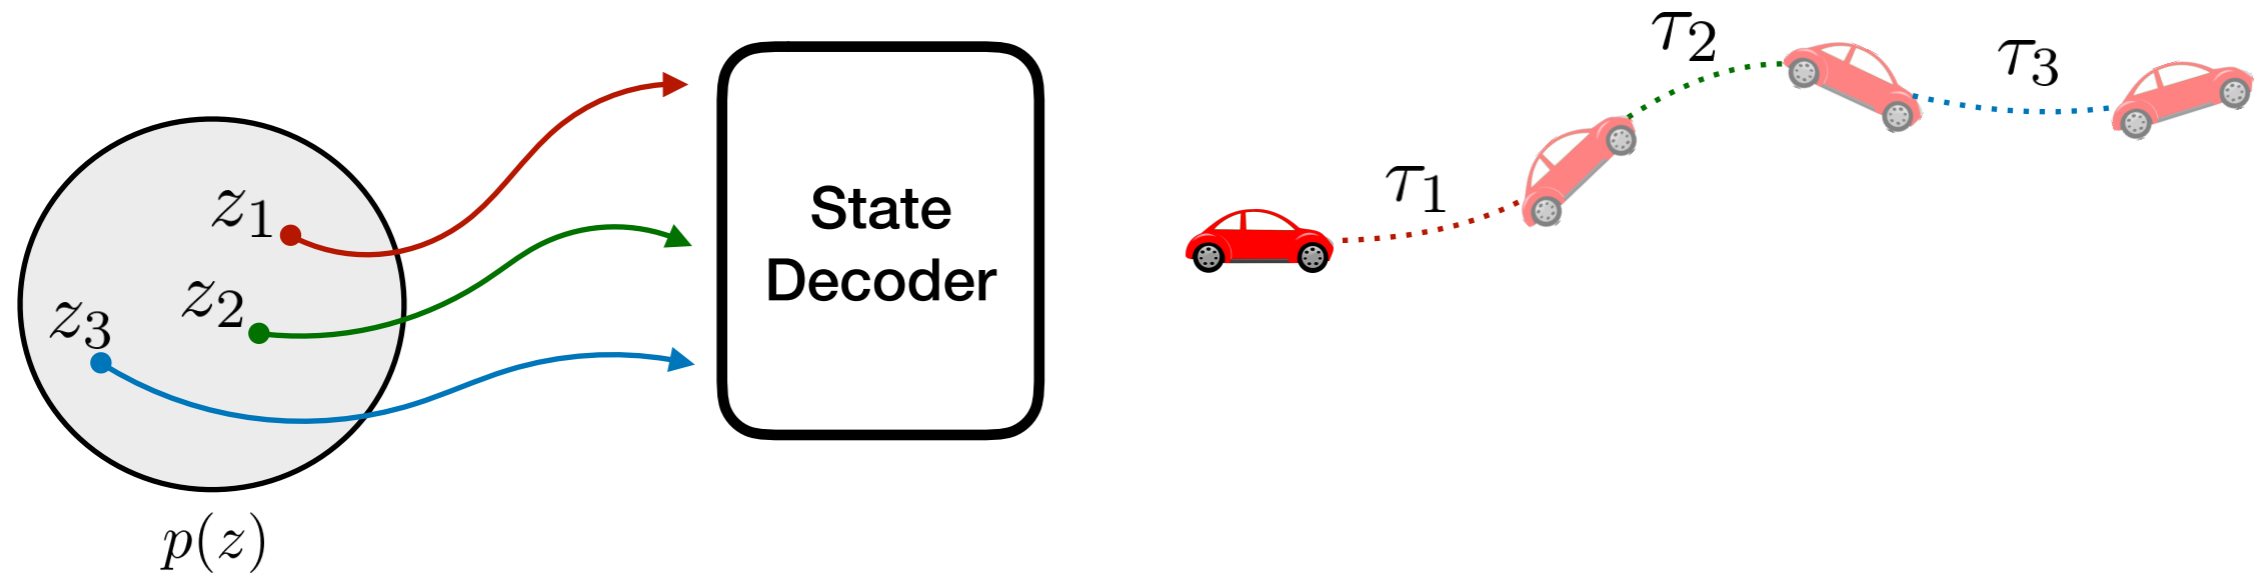 z₁
z₂
z₃
p(z)
State
Decoder
τ₁
τ₂
τ₃